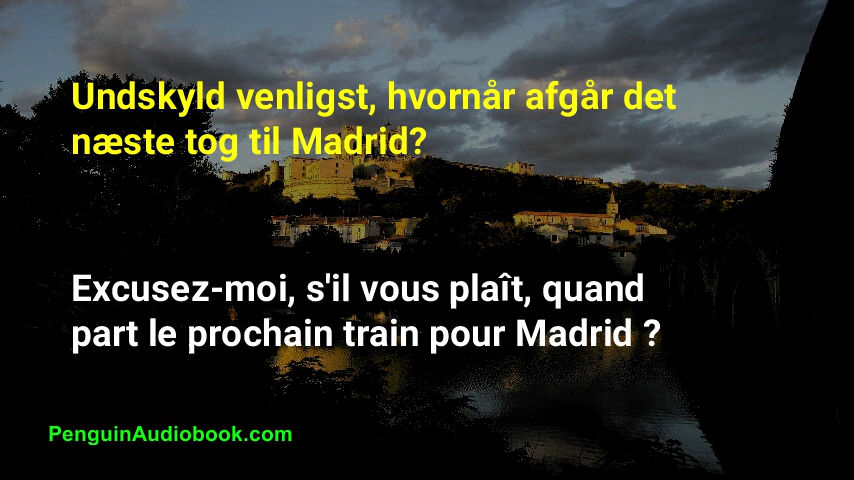 Undskyld venligst, hvornår afgår det
næste tog til Madrid?
Excusez-moi, s'il vous plaît, quand
part le prochain train pour Madrid ?
PenguinAudiobook.com